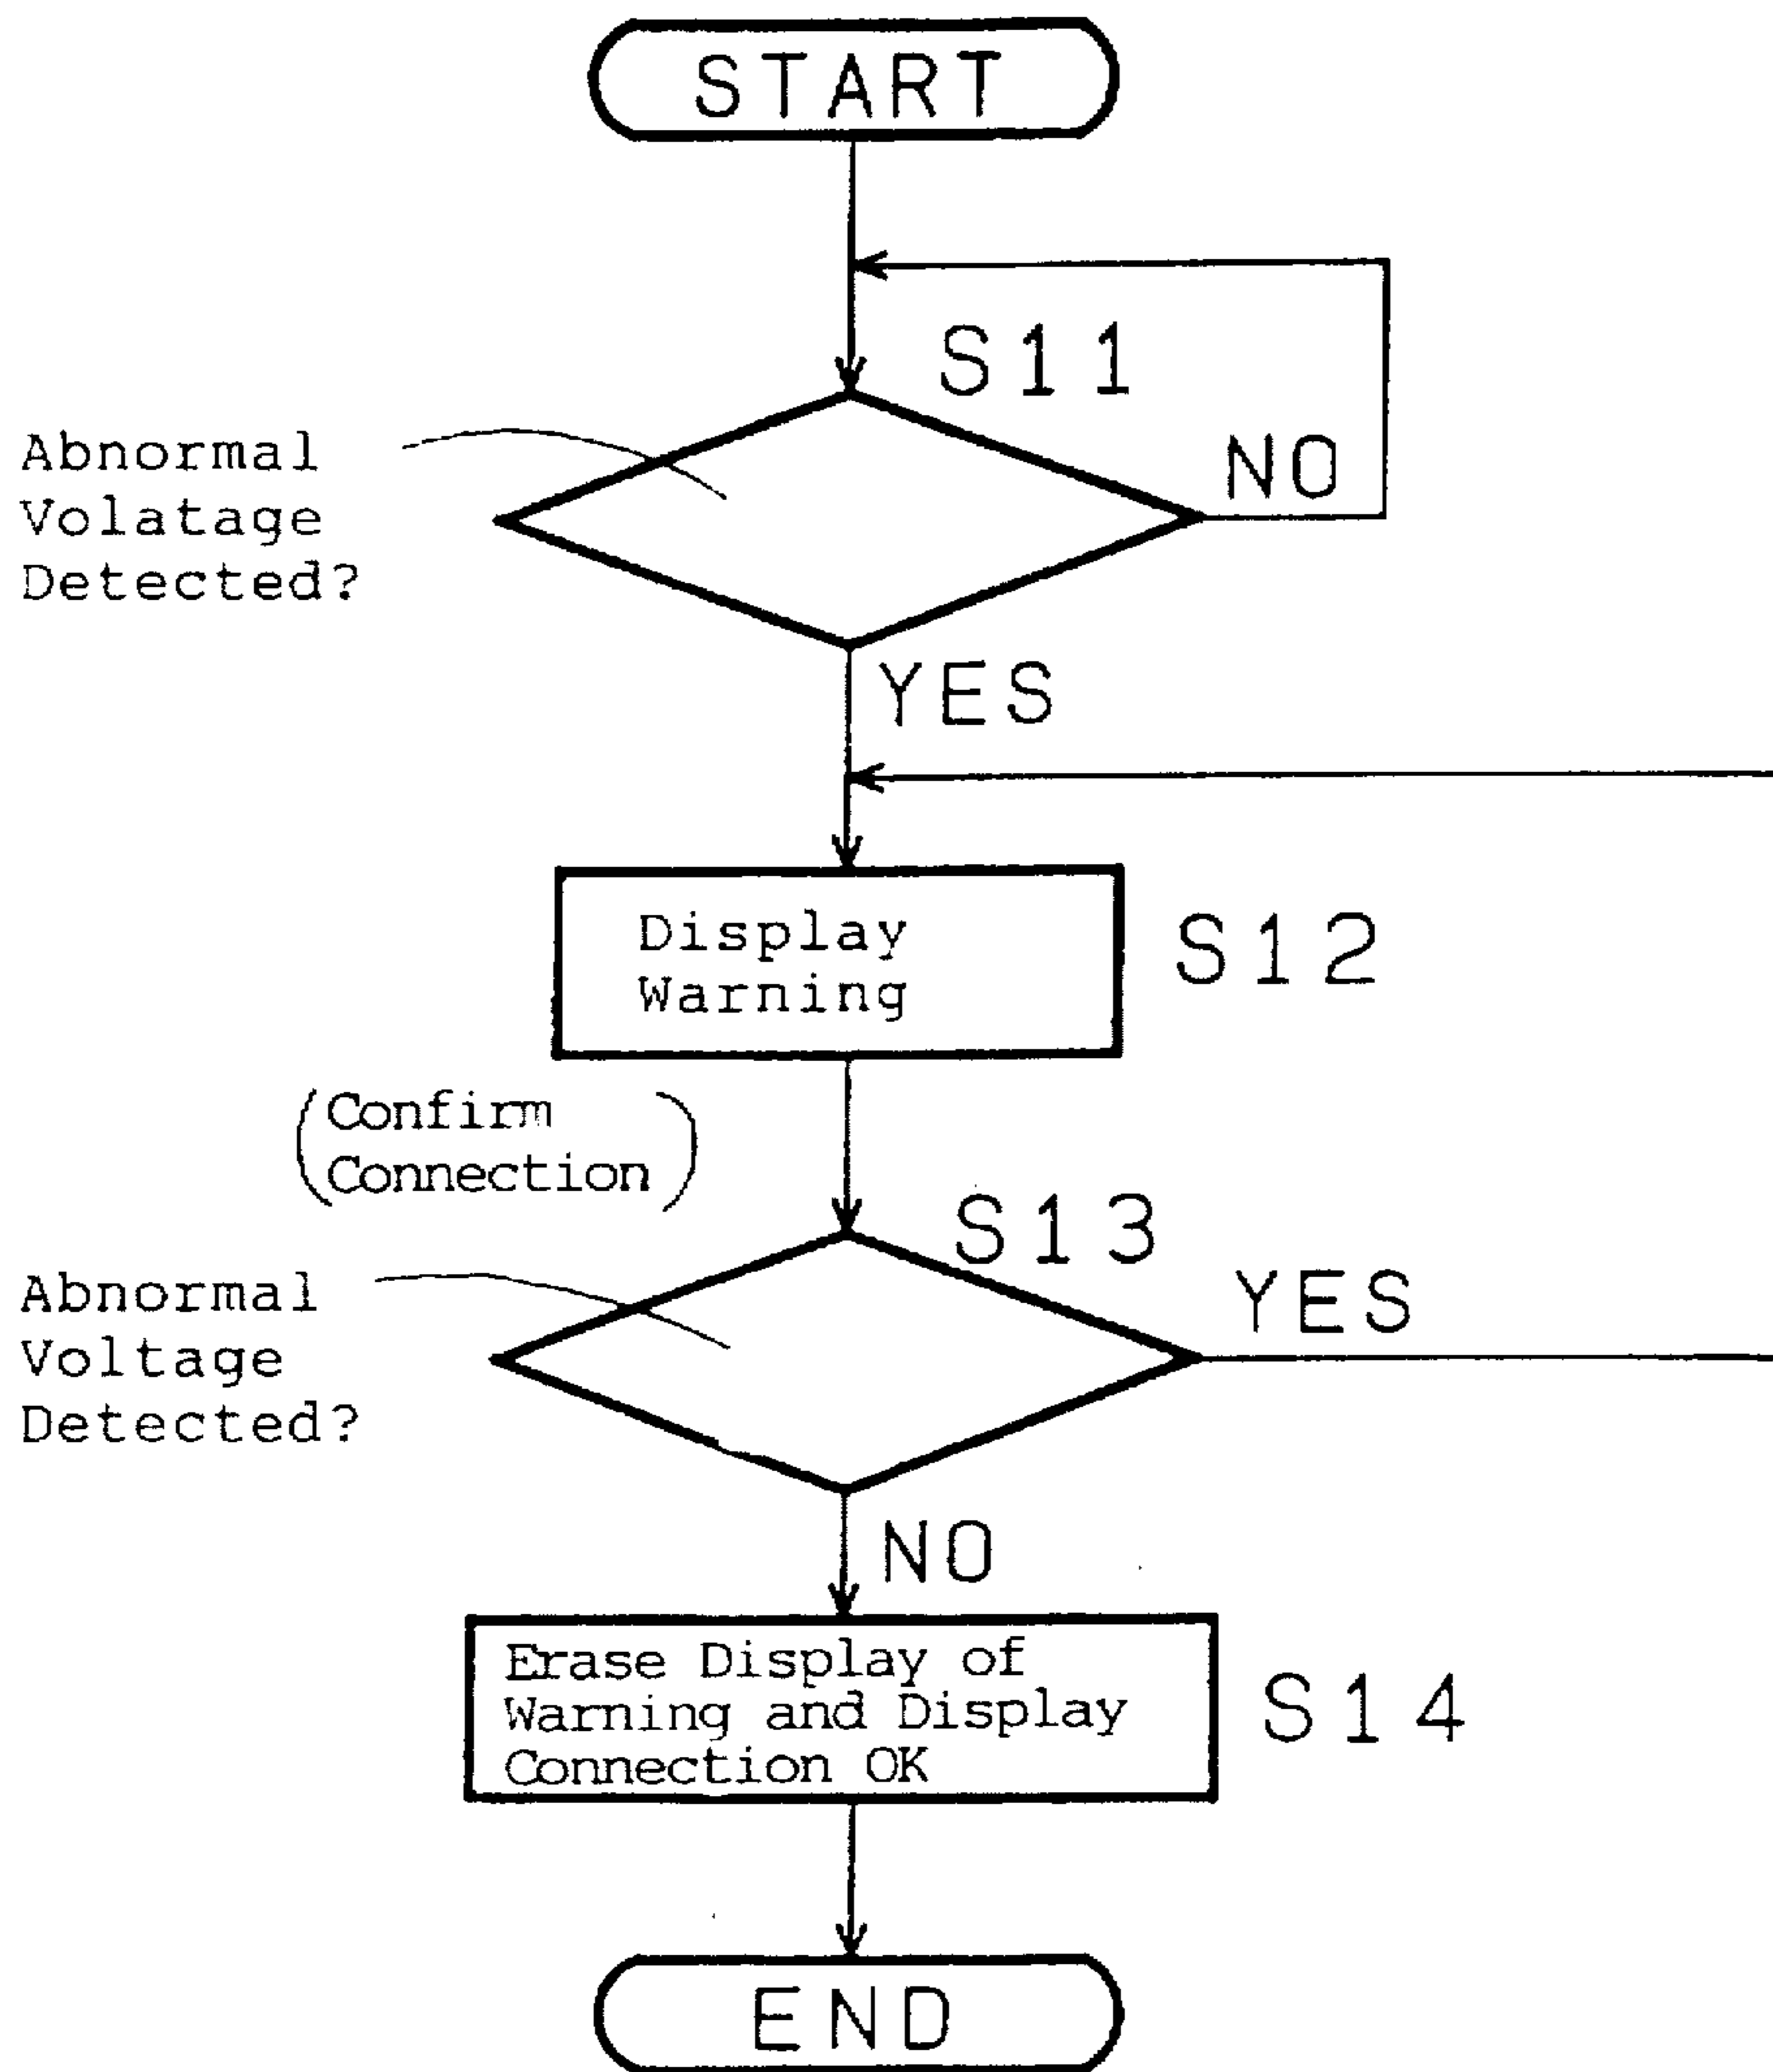 START
S11
Abnormal
Volatage
Detected?
NO
YES
Display
Warning
S12
(Confirm
Connection)
S13
Abnormal
Voltage
Detected?
YES
NO
Erase Display of
Warning and Display
Connection OK
S14
END